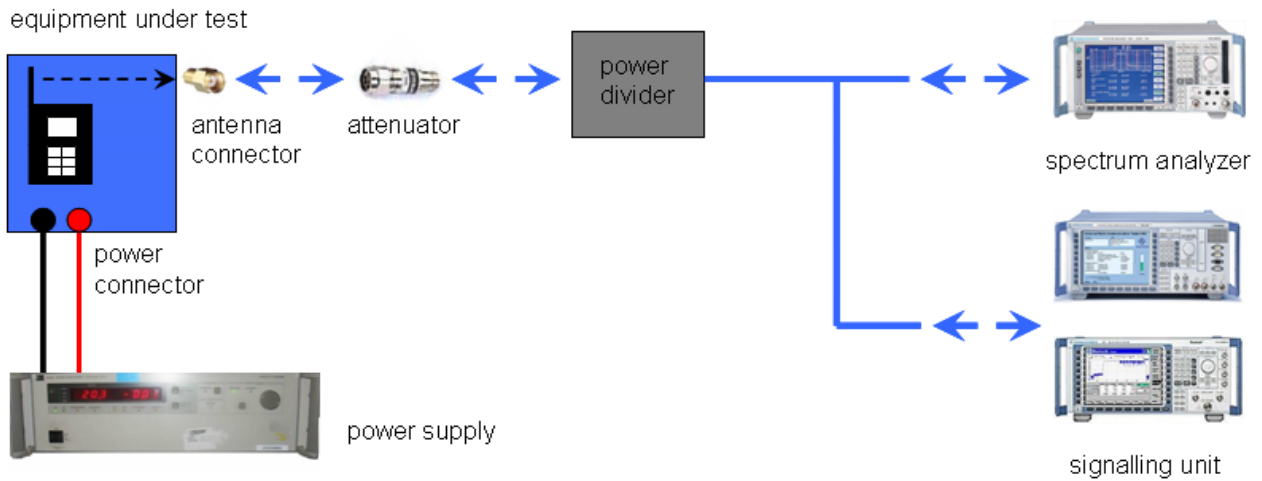 equipment under test
antenna
connector
attenuator
power
divider
spectrum analyzer
power
connector
power supply
signalling unit